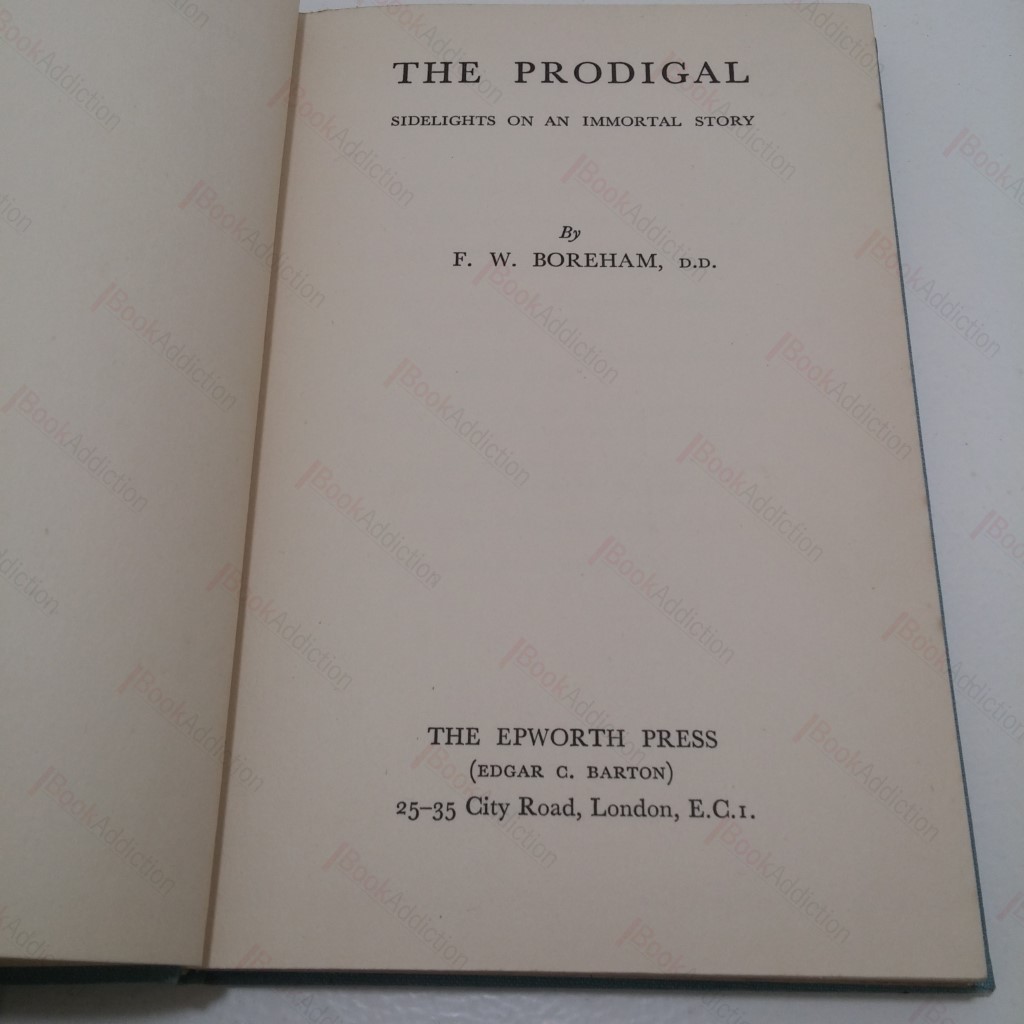 THE PRODIGAL
SIDELIGHTS ON AN IMMORTAL STORY
By
F. W. BOREHAM, D.D.
THE EPWORTH PRESS
(EDGAR C. BARTON)
25–35 City Road, London, E.C.1.
BookAddiction